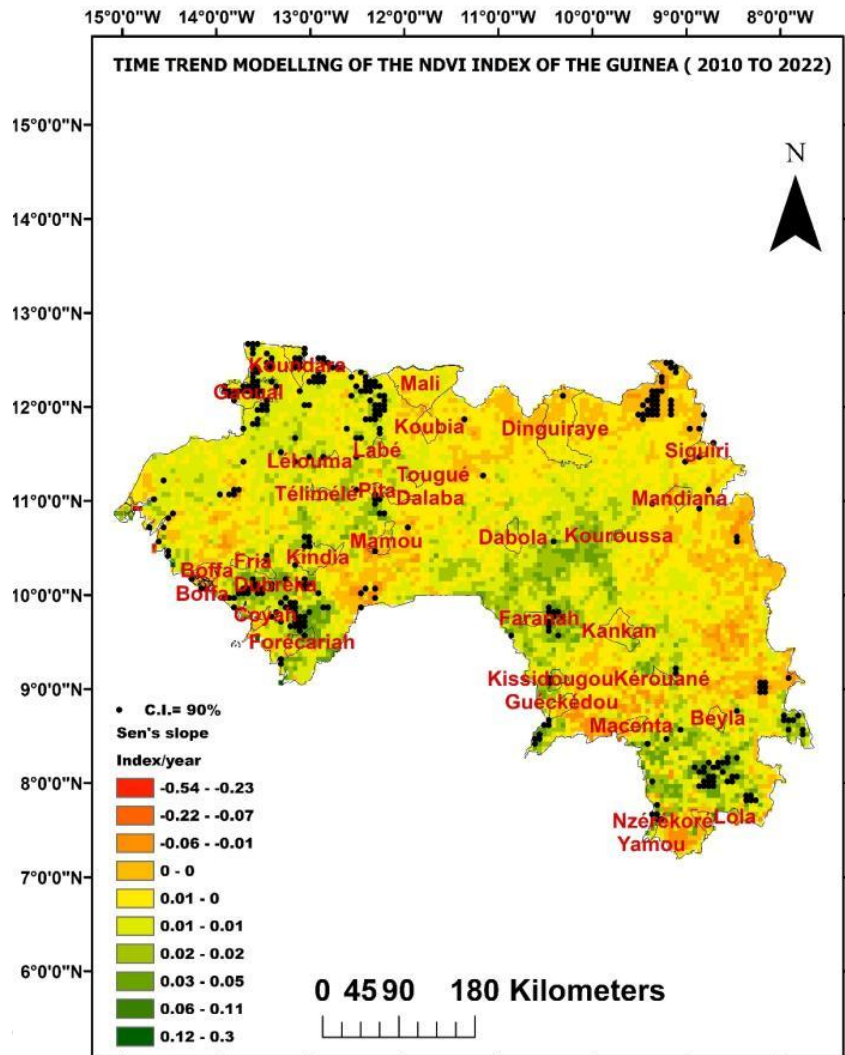 15°0'0"W 13°0'0"W 12°0'0"W 11°0'0"W 10°0'0"W 9°0'0"W 8°0'0"W
TIME TREND MODELLING OF THE NDVI INDEX OF THE GUINEA ( 2010 TO 2022)
15°0'0"N
N
14°0'0"N
13°0'0"N
Koundara
Mali
Gaoual
12°0'0"N
Koubia
Dinguiraye
Labé
Siguiri
Lélouma
Tougué
11°0'0"N
Télimélé
Pita
Dalaba
Mandiana
Mamou
Dabola
Kouroussa
Fria
Kindia
Boffa
Dubréka
10°0'0"N
Boffa
Coyah
Faranah
Kankan
Forécariah
9°0'0"N
Kissidougou
Kérouané
Guéckédou
Macenta
Beyla
C.I.= 90%
Sen's slope
Index/year
8°0'0"N
-0.54 - -0.23
-0.22 - -0.07
Nzérékoré
Lola
-0.06 - -0.01
Yamou
7°0'0"N
0 - 0
0.01 - 0
0.01 - 0.01
6°0'0"N
0.02 - 0.02
0.03 - 0.05
0.06 - 0.11
0.12 - 0.3
0 45 90 180 Kilometers